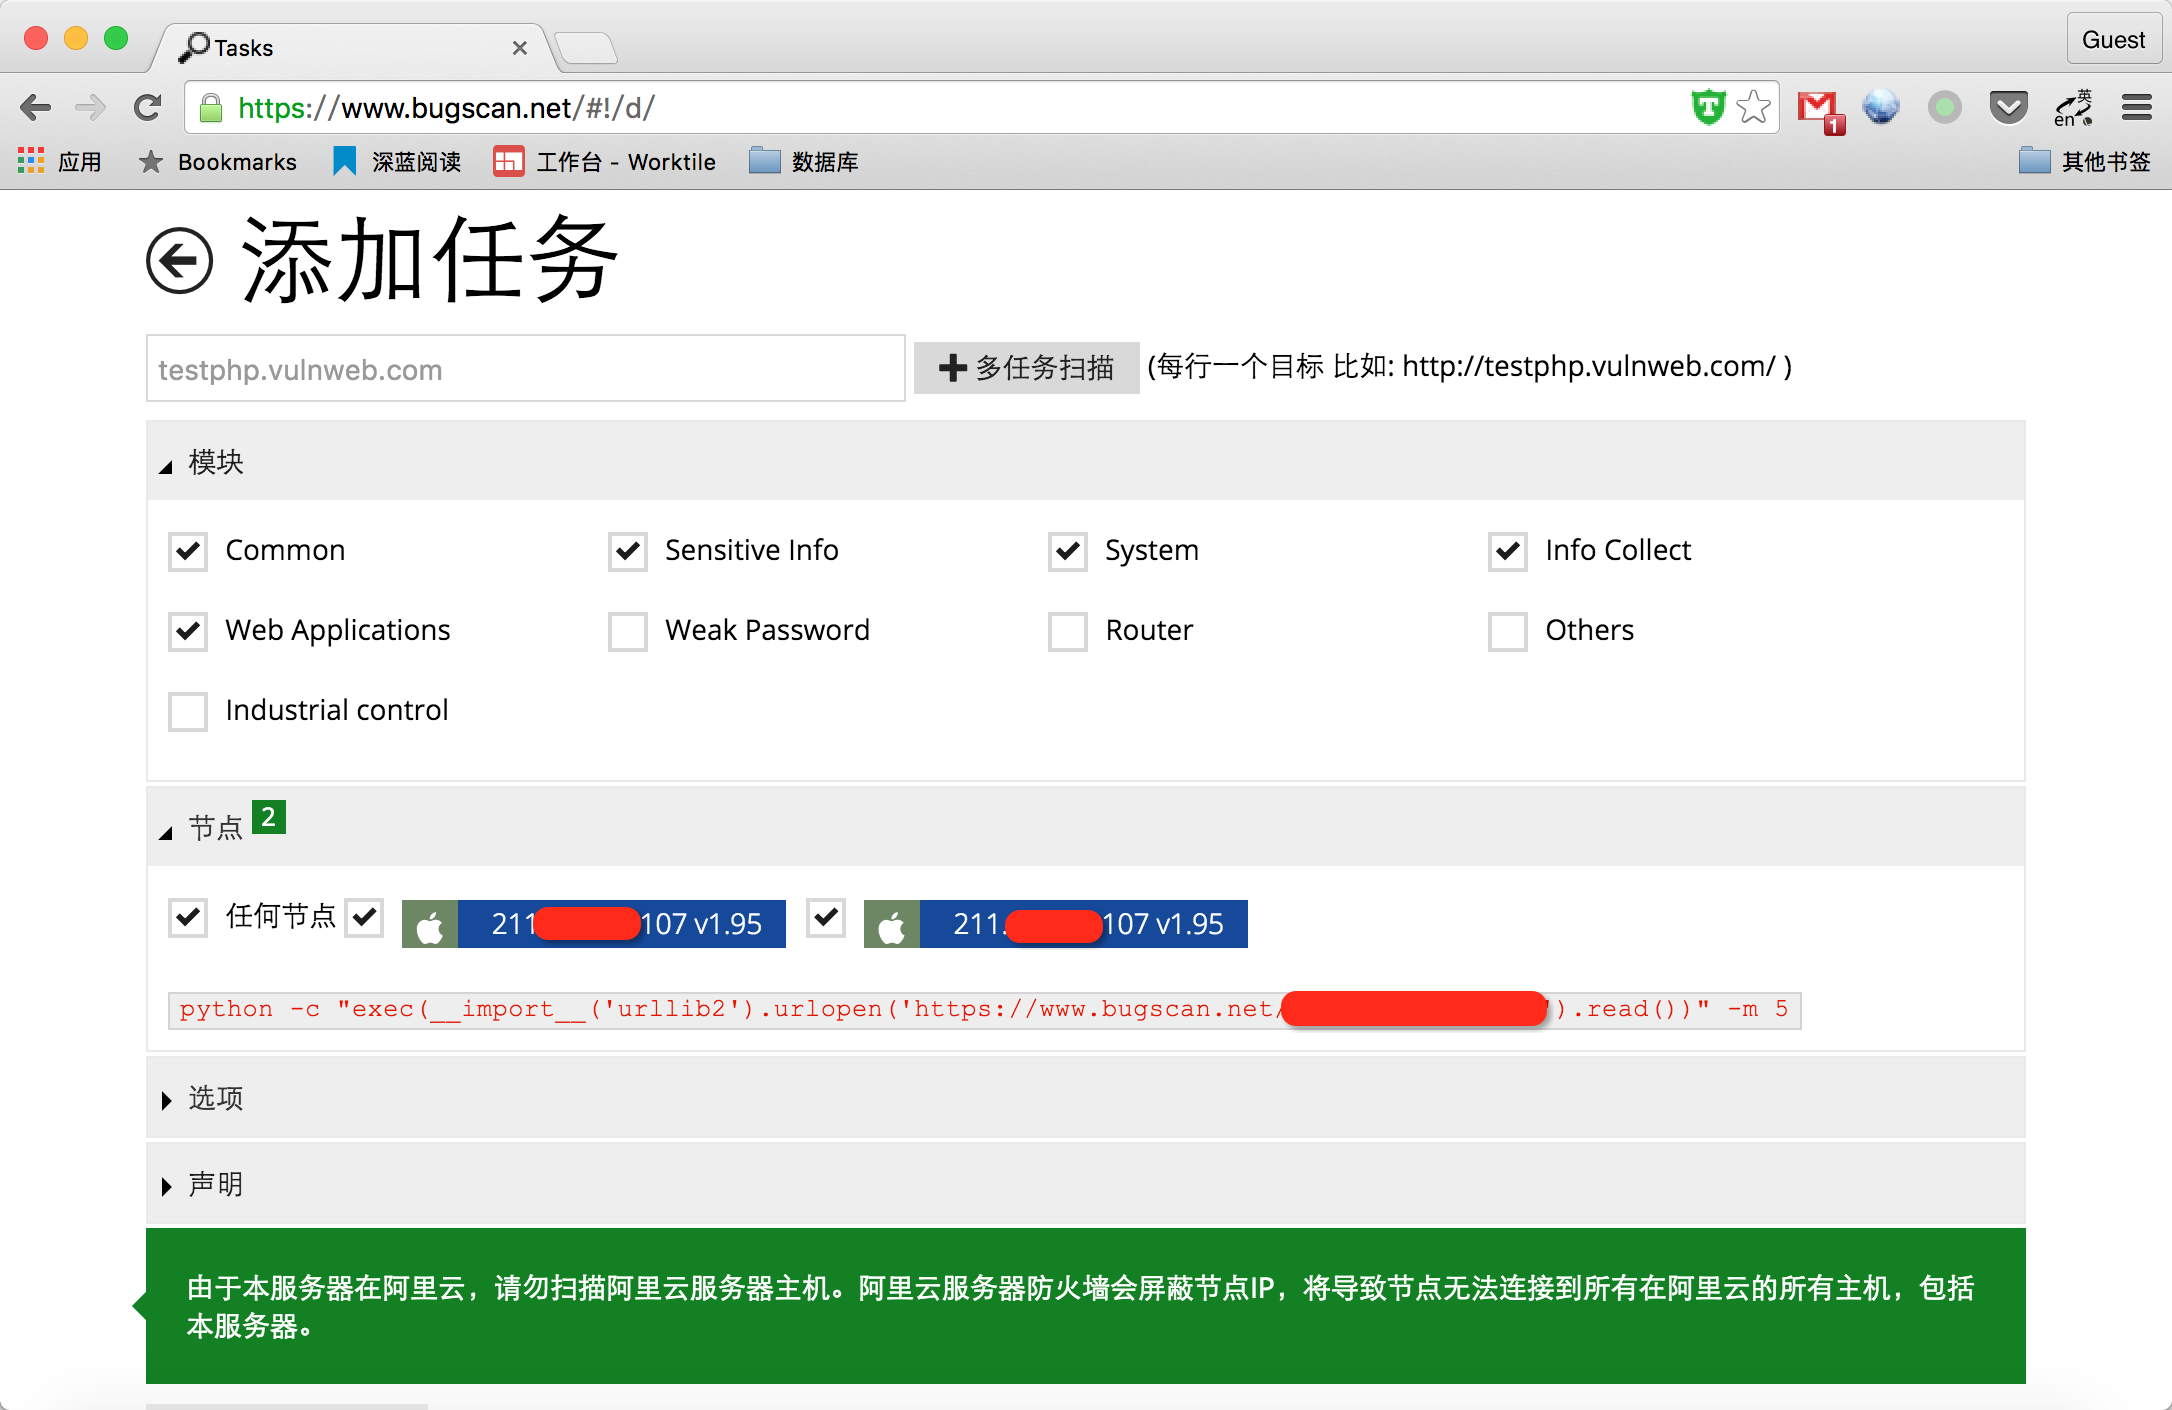 Tasks
Guest
https://www.bugscan.net/#!/d/
1
英
en
应用 Bookmarks 深蓝阅读 工作台 - Worktile 数据库 其他书签
添加任务
testphp.vulnweb.com 多任务扫描 (每行一个目标 比如: http://testphp.vulnweb.com/ )
模块
Common Sensitive Info System Info Collect
Web Applications Weak Password Router Others
Industrial control
节点 2
任何节点 211 107 v1.95 211. 107 v1.95
python -c "exec(__import__('urllib2').urlopen('https://www.bugscan.net/ ').read())" -m 5
选项
声明
由于本服务器在阿里云，请勿扫描阿里云服务器主机。阿里云服务器防火墙会屏蔽节点IP，将导致节点无法连接到所有在阿里云的所有主机，包括
本服务器。